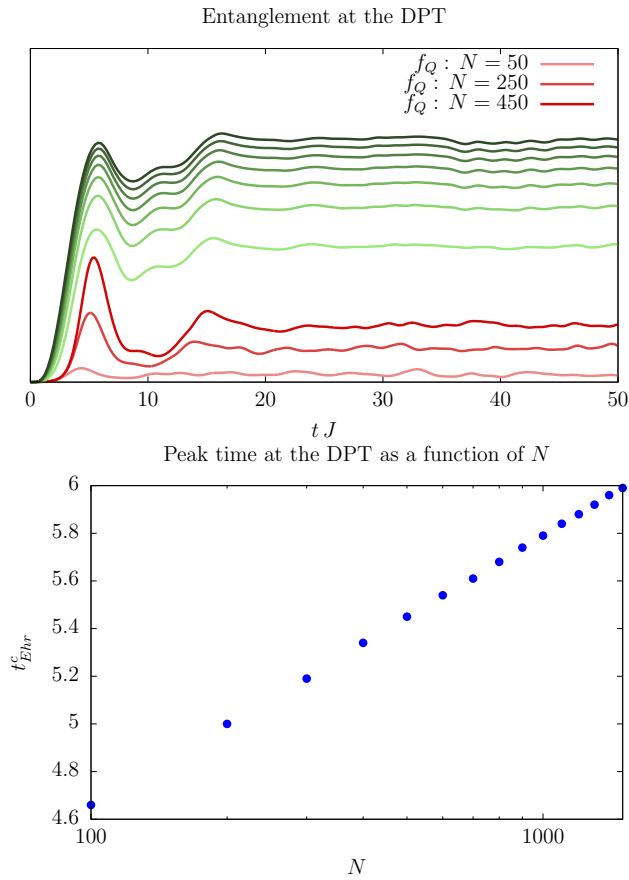 Entanglement at the DPT
f_Q : N = 50
f_Q : N = 250
f_Q : N = 450
0 10 20 30 40 50
t J
Peak time at the DPT as a function of N
6
5.8
5.6
5.4
5.2
5
4.8
4.6
t^c_{Ehr}
100 1000
N